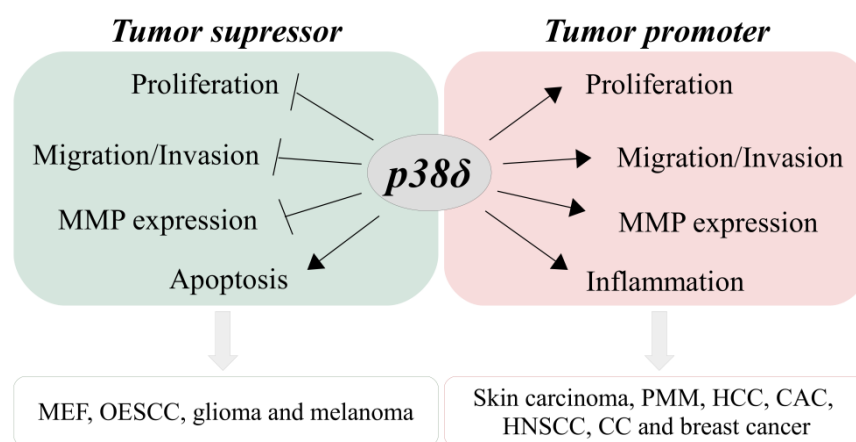 Tumor supressor
Tumor promoter
Proliferation
Migration/Invasion
MMP expression
Apoptosis
p38δ
Proliferation
Migration/Invasion
MMP expression
Inflammation
MEF, OESCC, glioma and melanoma
Skin carcinoma, PMM, HCC, CAC,
HNSCC, CC and breast cancer